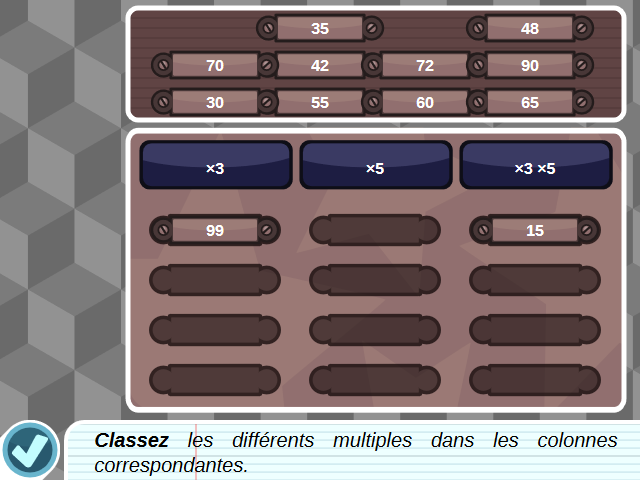 35 48
70 42 72 90
30 55 60 65
×3 ×5 ×3 ×5
99 15
Classez les différents multiples dans les colonnes
correspondantes.